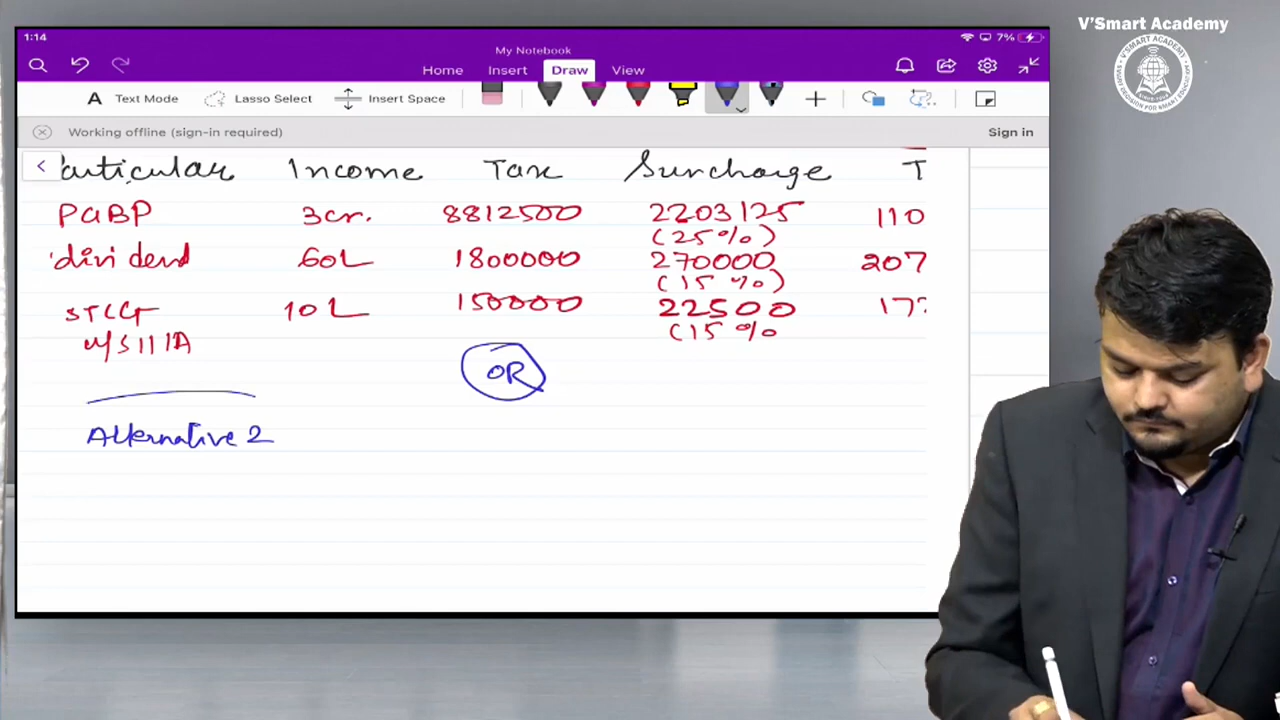 V'Smart Academy
1:14
7%
My Notebook
Home Insert Draw View
A Text Mode Lasso Select Insert Space
Working offline (sign-in required) Sign in
articular Income Tax Surcharge T
PGBP 3cr. 8812500 2203125 110
(25%)
dividend 60L 1800000 270000 207
(15%)
STCG 10L 150000 22500 177
(15%
u/s 111A
OR
Alternative 2